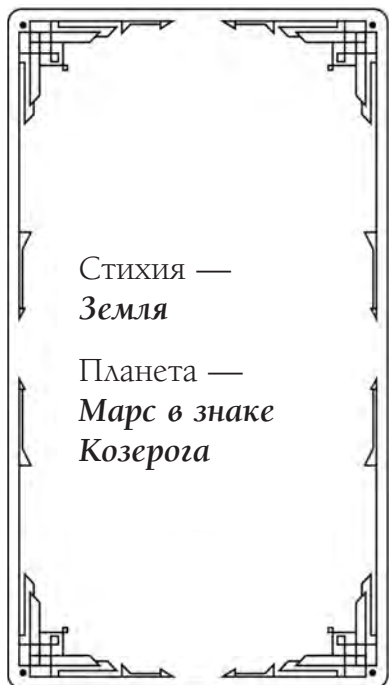 Стихия —
Земля
Планета —
Марс в знаке
Козерога